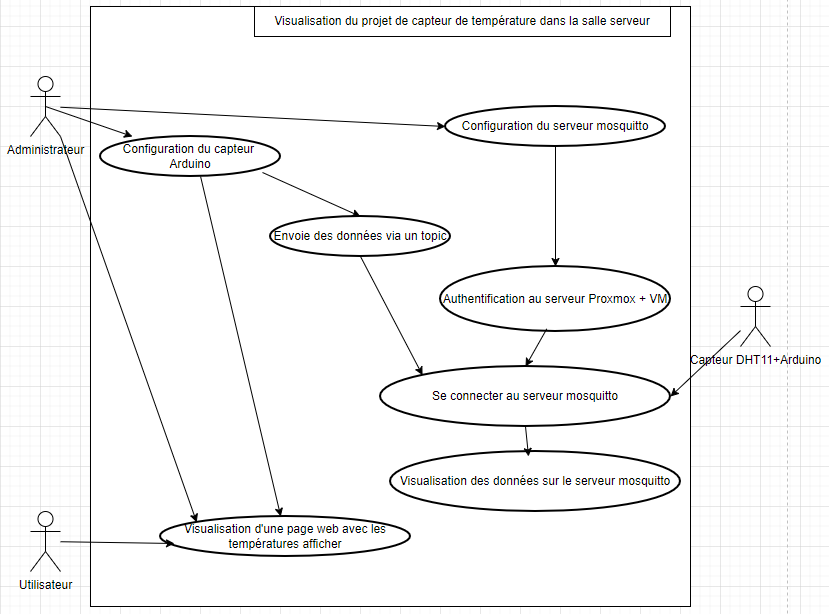 Visualisation du projet de capteur de température dans la salle serveur
Administrateur
Configuration du serveur mosquitto
Configuration du capteur
Arduino
Envoie des données via un topic
Authentification au serveur Proxmox + VM
Capteur DHT11+Arduino
Se connecter au serveur mosquitto
Visualisation des données sur le serveur mosquitto
Visualisation d'une page web avec les
températures afficher
Utilisateur